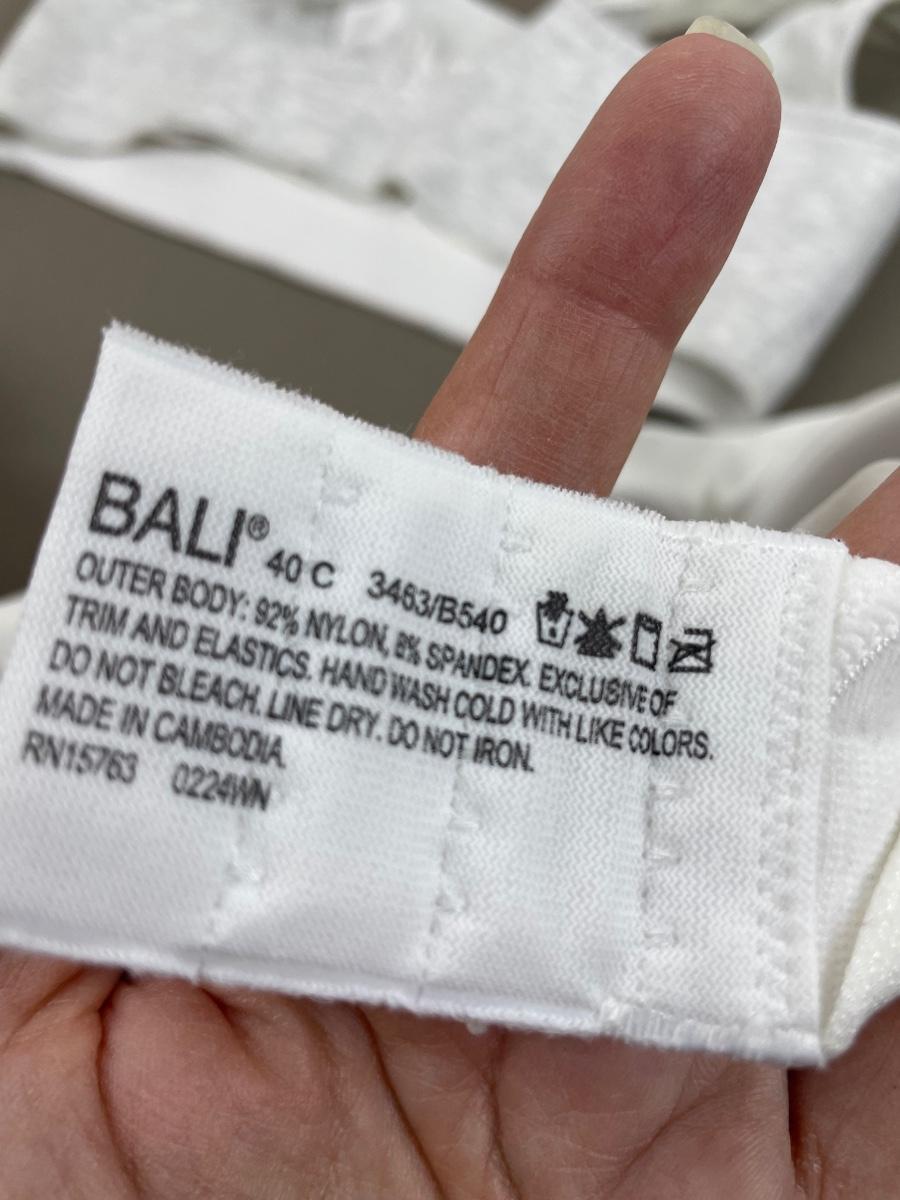 BALI® 40 C 3463/B540
OUTER BODY: 92% NYLON, 8% SPANDEX. EXCLUSIVE OF
TRIM AND ELASTICS. HAND WASH COLD WITH LIKE COLORS.
DO NOT BLEACH. LINE DRY. DO NOT IRON.
MADE IN CAMBODIA.
RN15763 0224WN